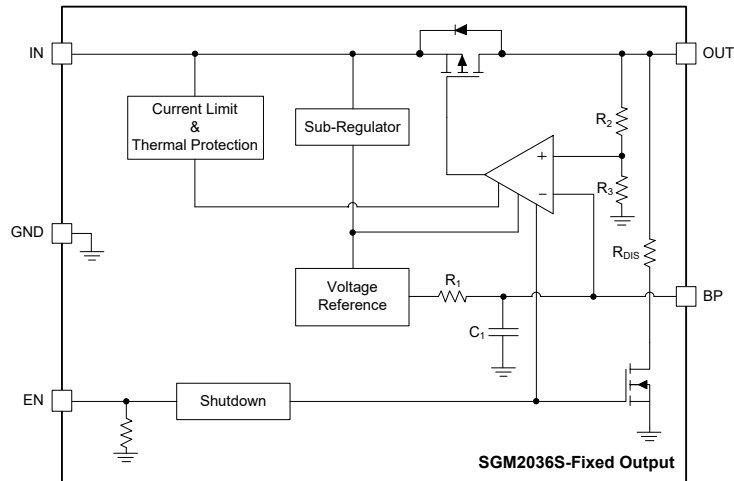 IN
OUT
Current Limit
&
Thermal Protection
Sub-Regulator
R2
+
R3
−
GND
RDIS
Voltage
Reference
R1
BP
C1
EN
Shutdown
SGM2036S-Fixed Output